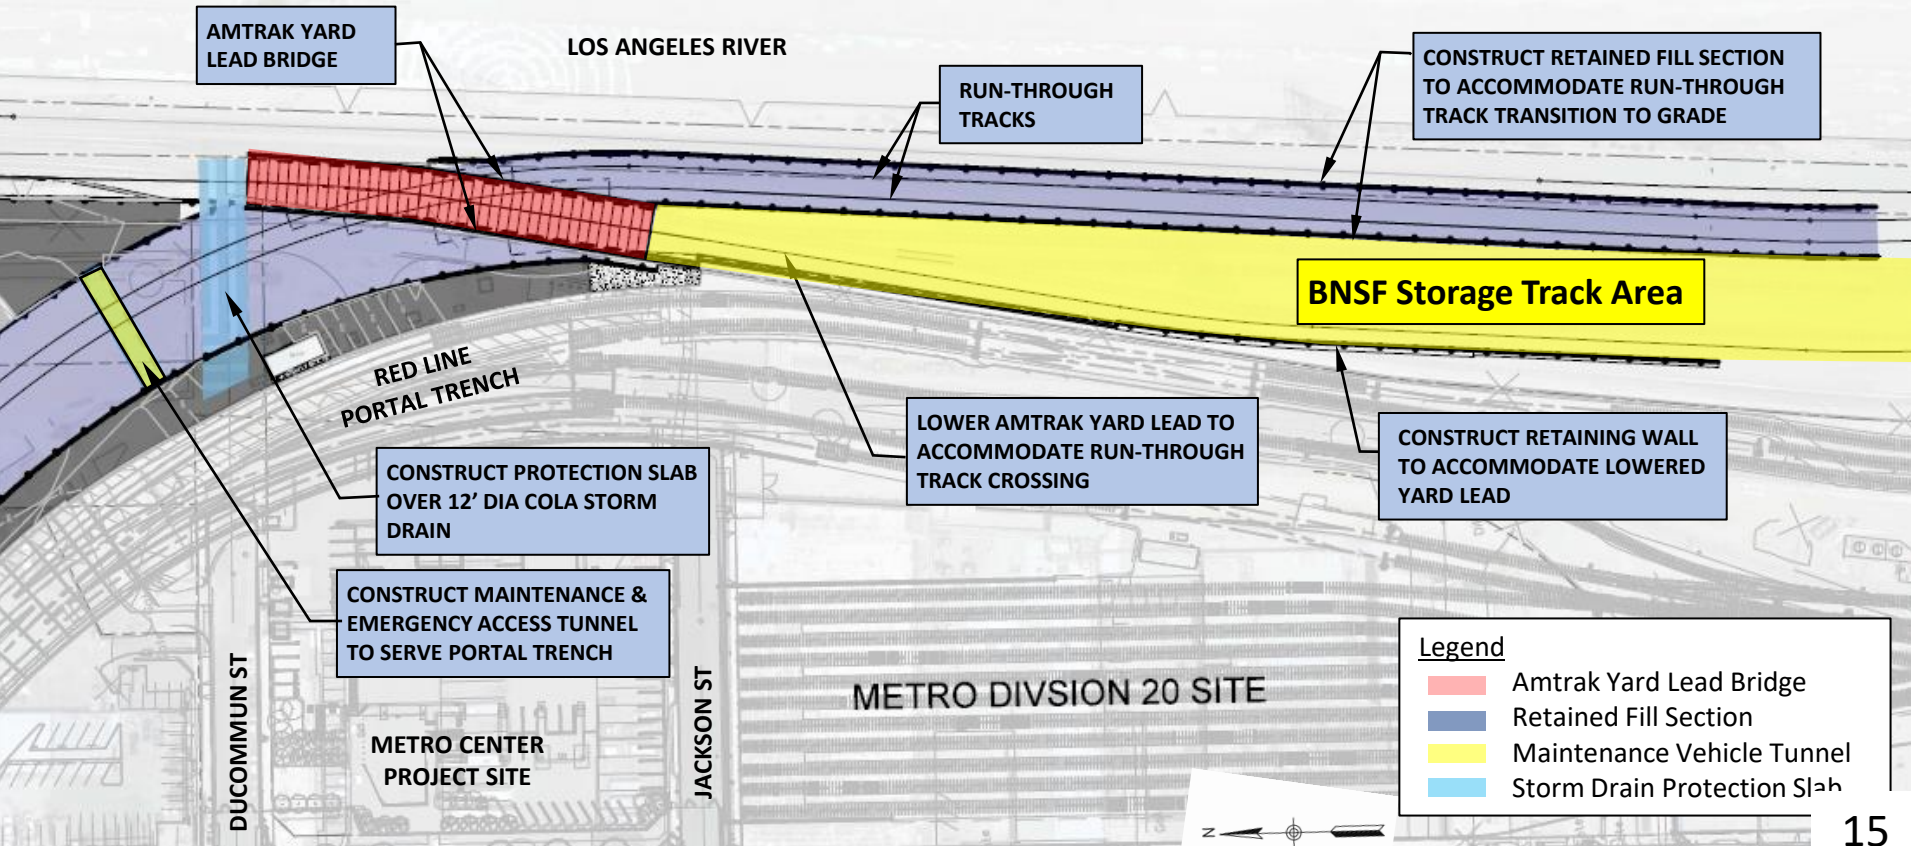 AMTRAK YARD
LEAD BRIDGE
LOS ANGELES RIVER
RUN-THROUGH
TRACKS
CONSTRUCT RETAINED FILL SECTION
TO ACCOMMODATE RUN-THROUGH
TRACK TRANSITION TO GRADE
BNSF Storage Track Area
RED LINE
PORTAL TRENCH
LOWER AMTRAK YARD LEAD TO
ACCOMMODATE RUN-THROUGH
TRACK CROSSING
CONSTRUCT RETAINING WALL
TO ACCOMMODATE LOWERED
YARD LEAD
CONSTRUCT PROTECTION SLAB
OVER 12’ DIA COLA STORM
DRAIN
CONSTRUCT MAINTENANCE &
EMERGENCY ACCESS TUNNEL
TO SERVE PORTAL TRENCH
DUCOMMUN ST
METRO CENTER
PROJECT SITE
JACKSON ST
METRO DIVSION 20 SITE
Legend
Amtrak Yard Lead Bridge
Retained Fill Section
Maintenance Vehicle Tunnel
Storm Drain Protection Slab
N
15